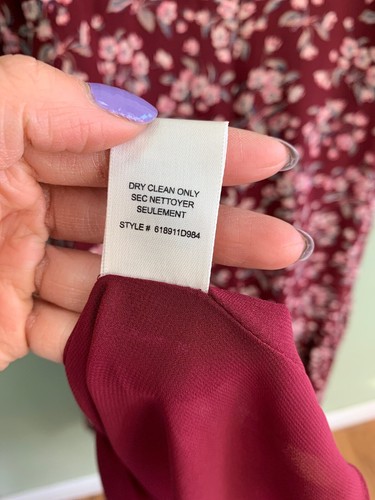 DRY CLEAN ONLY
SEC NETTOYER
SEULEMENT
STYLE # 618911D984